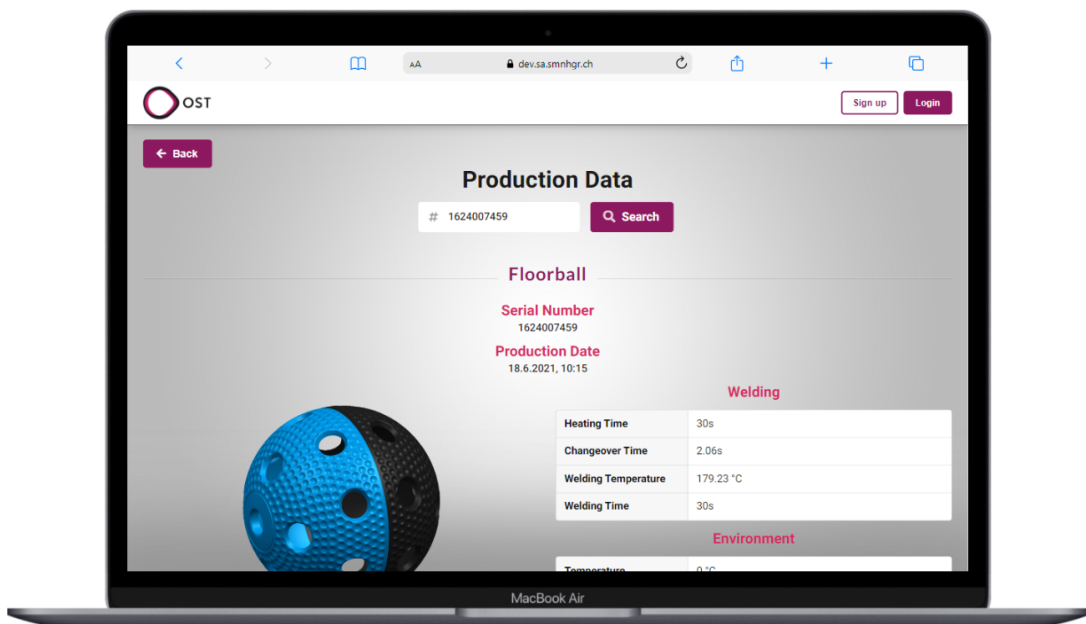 AA
dev.sa.smnhgr.ch
OST
Sign up
Login
Back
Production Data
# 1624007459
Search
Floorball
Serial Number
1624007459
Production Date
18.6.2021, 10:15
Welding
Heating Time 30s
Changeover Time 2.06s
Welding Temperature 179.23 °C
Welding Time 30s
Environment
Temperature 0 °C
MacBook Air